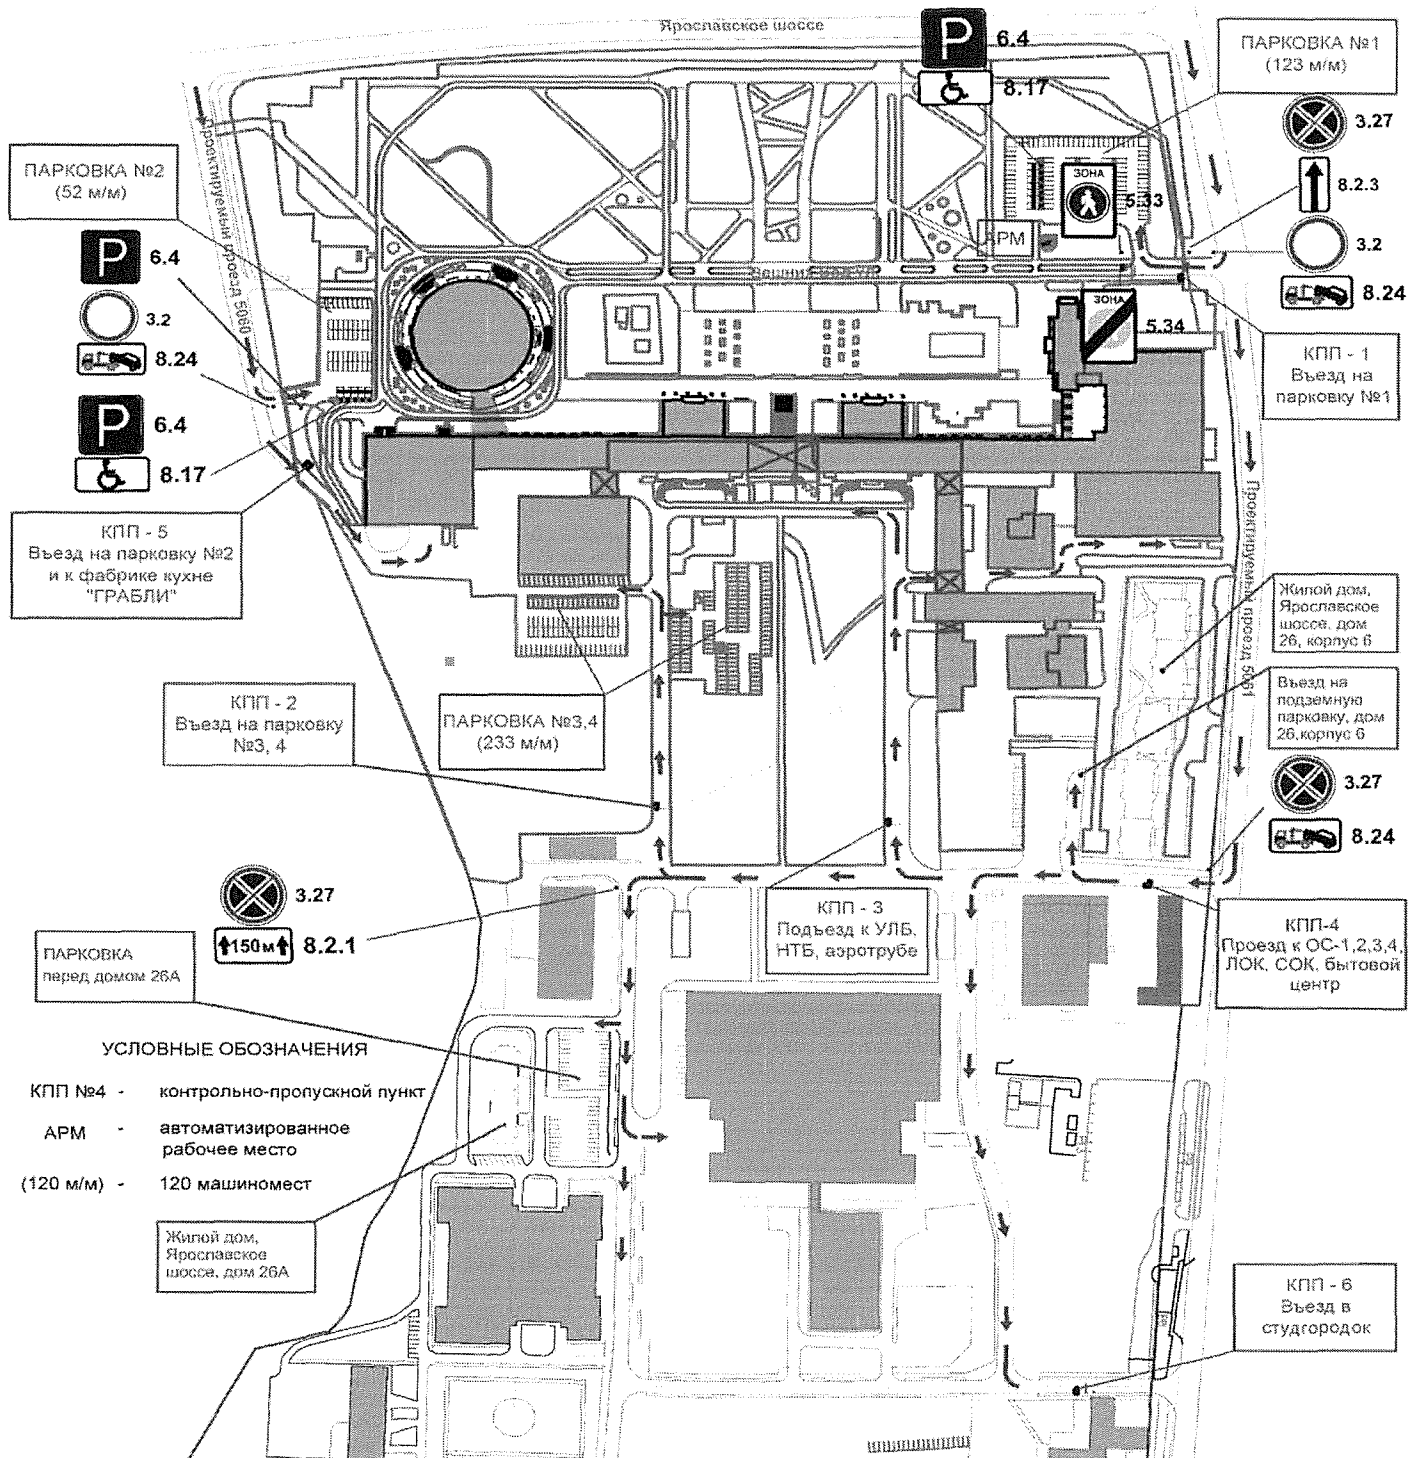 Ярославское шоссе
6.4
8.17
ПАРКОВКА №1
(123 м/м)
3.27
8.2.3
3.2
8.24
ЗОНА
5.33
АРМ
ЗОНА
5.34
КПП - 1
Въезд на
парковку №1
ПАРКОВКА №2
(52 м/м)
6.4
3.2
8.24
6.4
8.17
Проектируемый проезд 5060
КПП - 5
Въезд на парковку №2
и к фабрике кухне
"ГРАБЛИ"
Проектируемый проезд 5061
Жилой дом,
Ярославское
шоссе, дом
26, корпус 6
Въезд на
подземную
парковку, дом
26,корпус 6
КПП - 2
Въезд на парковку
№3, 4
ПАРКОВКА №3,4
(233 м/м)
3.27
8.24
3.27
150м
8.2.1
КПП - 3
Подъезд к УЛБ,
НТБ, аэротрубе
КПП-4
Проезд к ОС-1,2,3,4,
ЛОК, СОК, бытовой
центр
ПАРКОВКА
перед домом 26А
УСЛОВНЫЕ ОБОЗНАЧЕНИЯ
КПП №4 - контрольно-пропускной пункт
АРМ - автоматизированное
рабочее место
(120 м/м) - 120 машиномест
Жилой дом,
Ярославское
шоссе, дом 26А
КПП - 6
Въезд в
студгородок